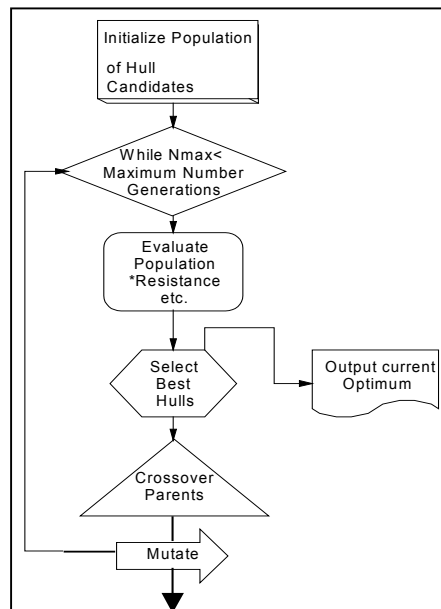 Initialize Population
of Hull
Candidates
While Nmax<
Maximum Number
Generations
Evaluate
Population
*Resistance
etc.
Select
Best
Hulls
Output current
Optimum
Crossover
Parents
Mutate